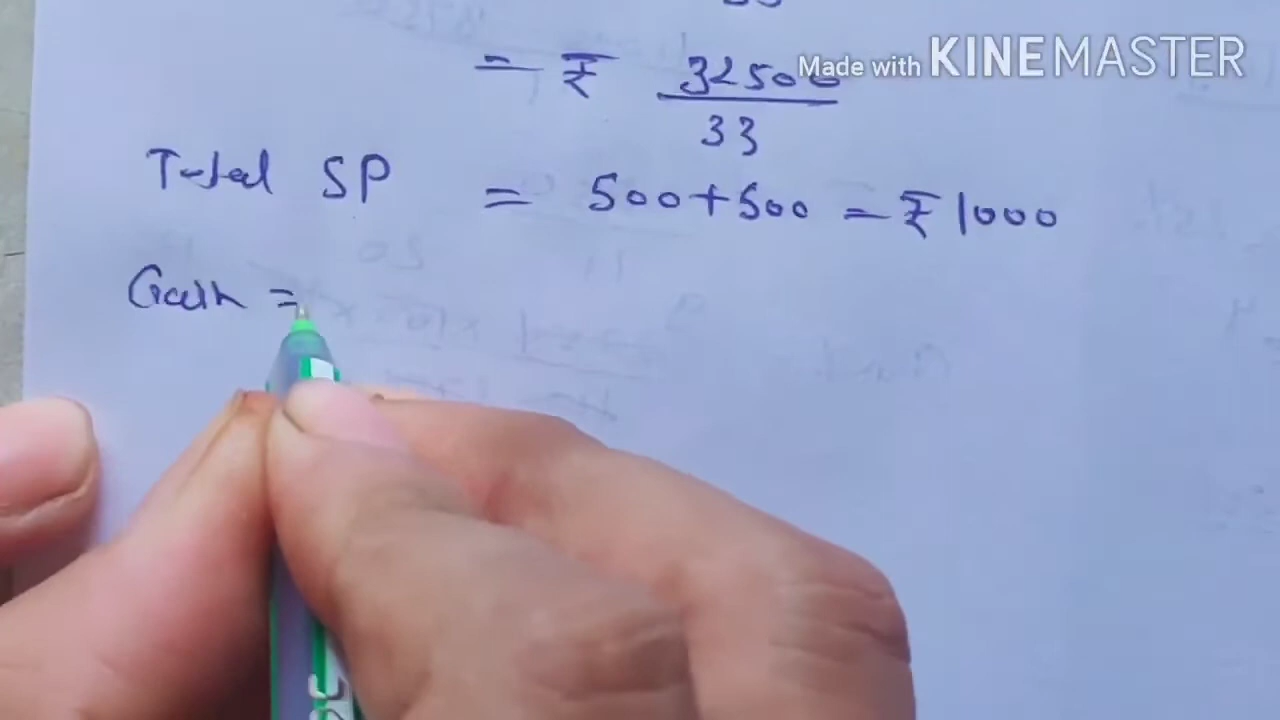 = ₹ 32500
Made with KINEMASTER
33
Total SP = 500+500 = ₹ 1000
Gain =